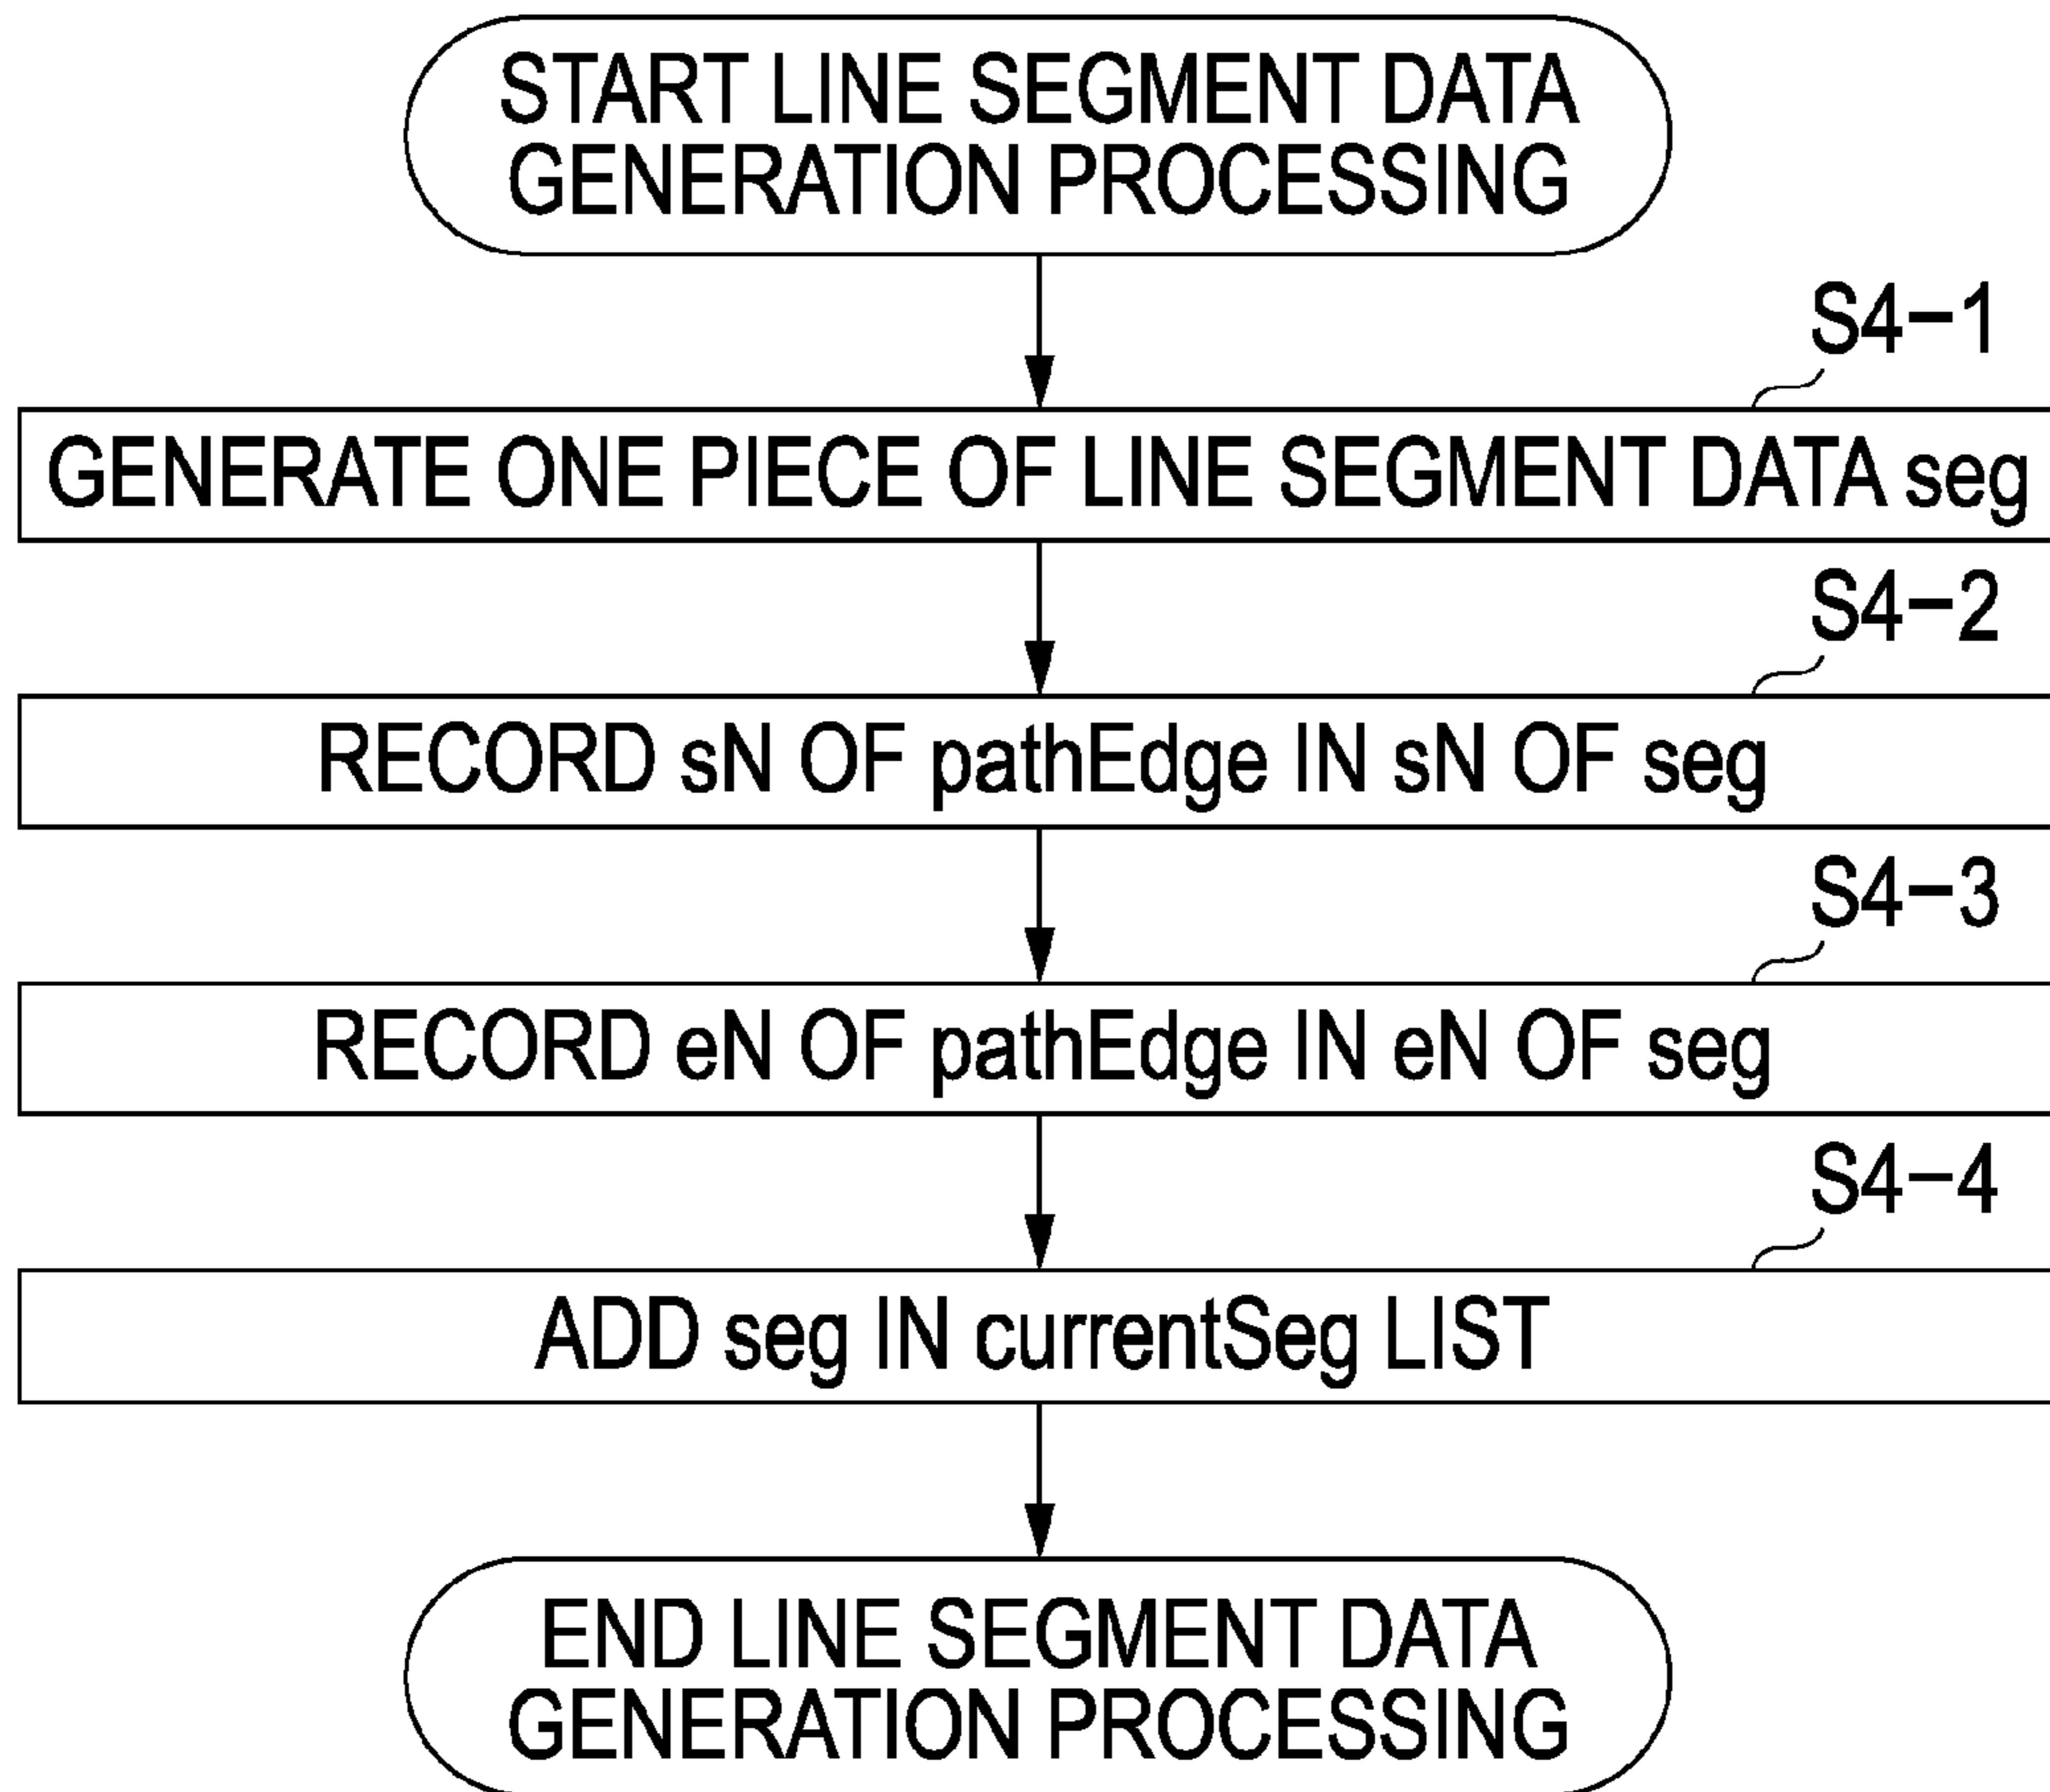 START LINE SEGMENT DATA
GENERATION PROCESSING
S4-1
GENERATE ONE PIECE OF LINE SEGMENT DATA seg
S4-2
RECORD sN OF pathEdge IN sN OF seg
S4-3
RECORD eN OF pathEdge IN eN OF seg
S4-4
ADD seg IN currentSeg LIST
END LINE SEGMENT DATA
GENERATION PROCESSING